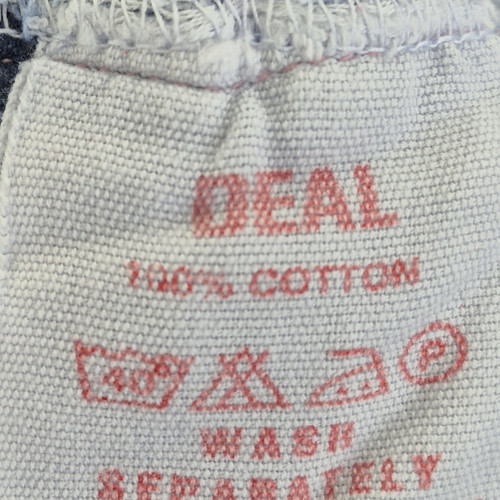 DEAL
100% COTTON
40° P
WASH
SEPARATELY